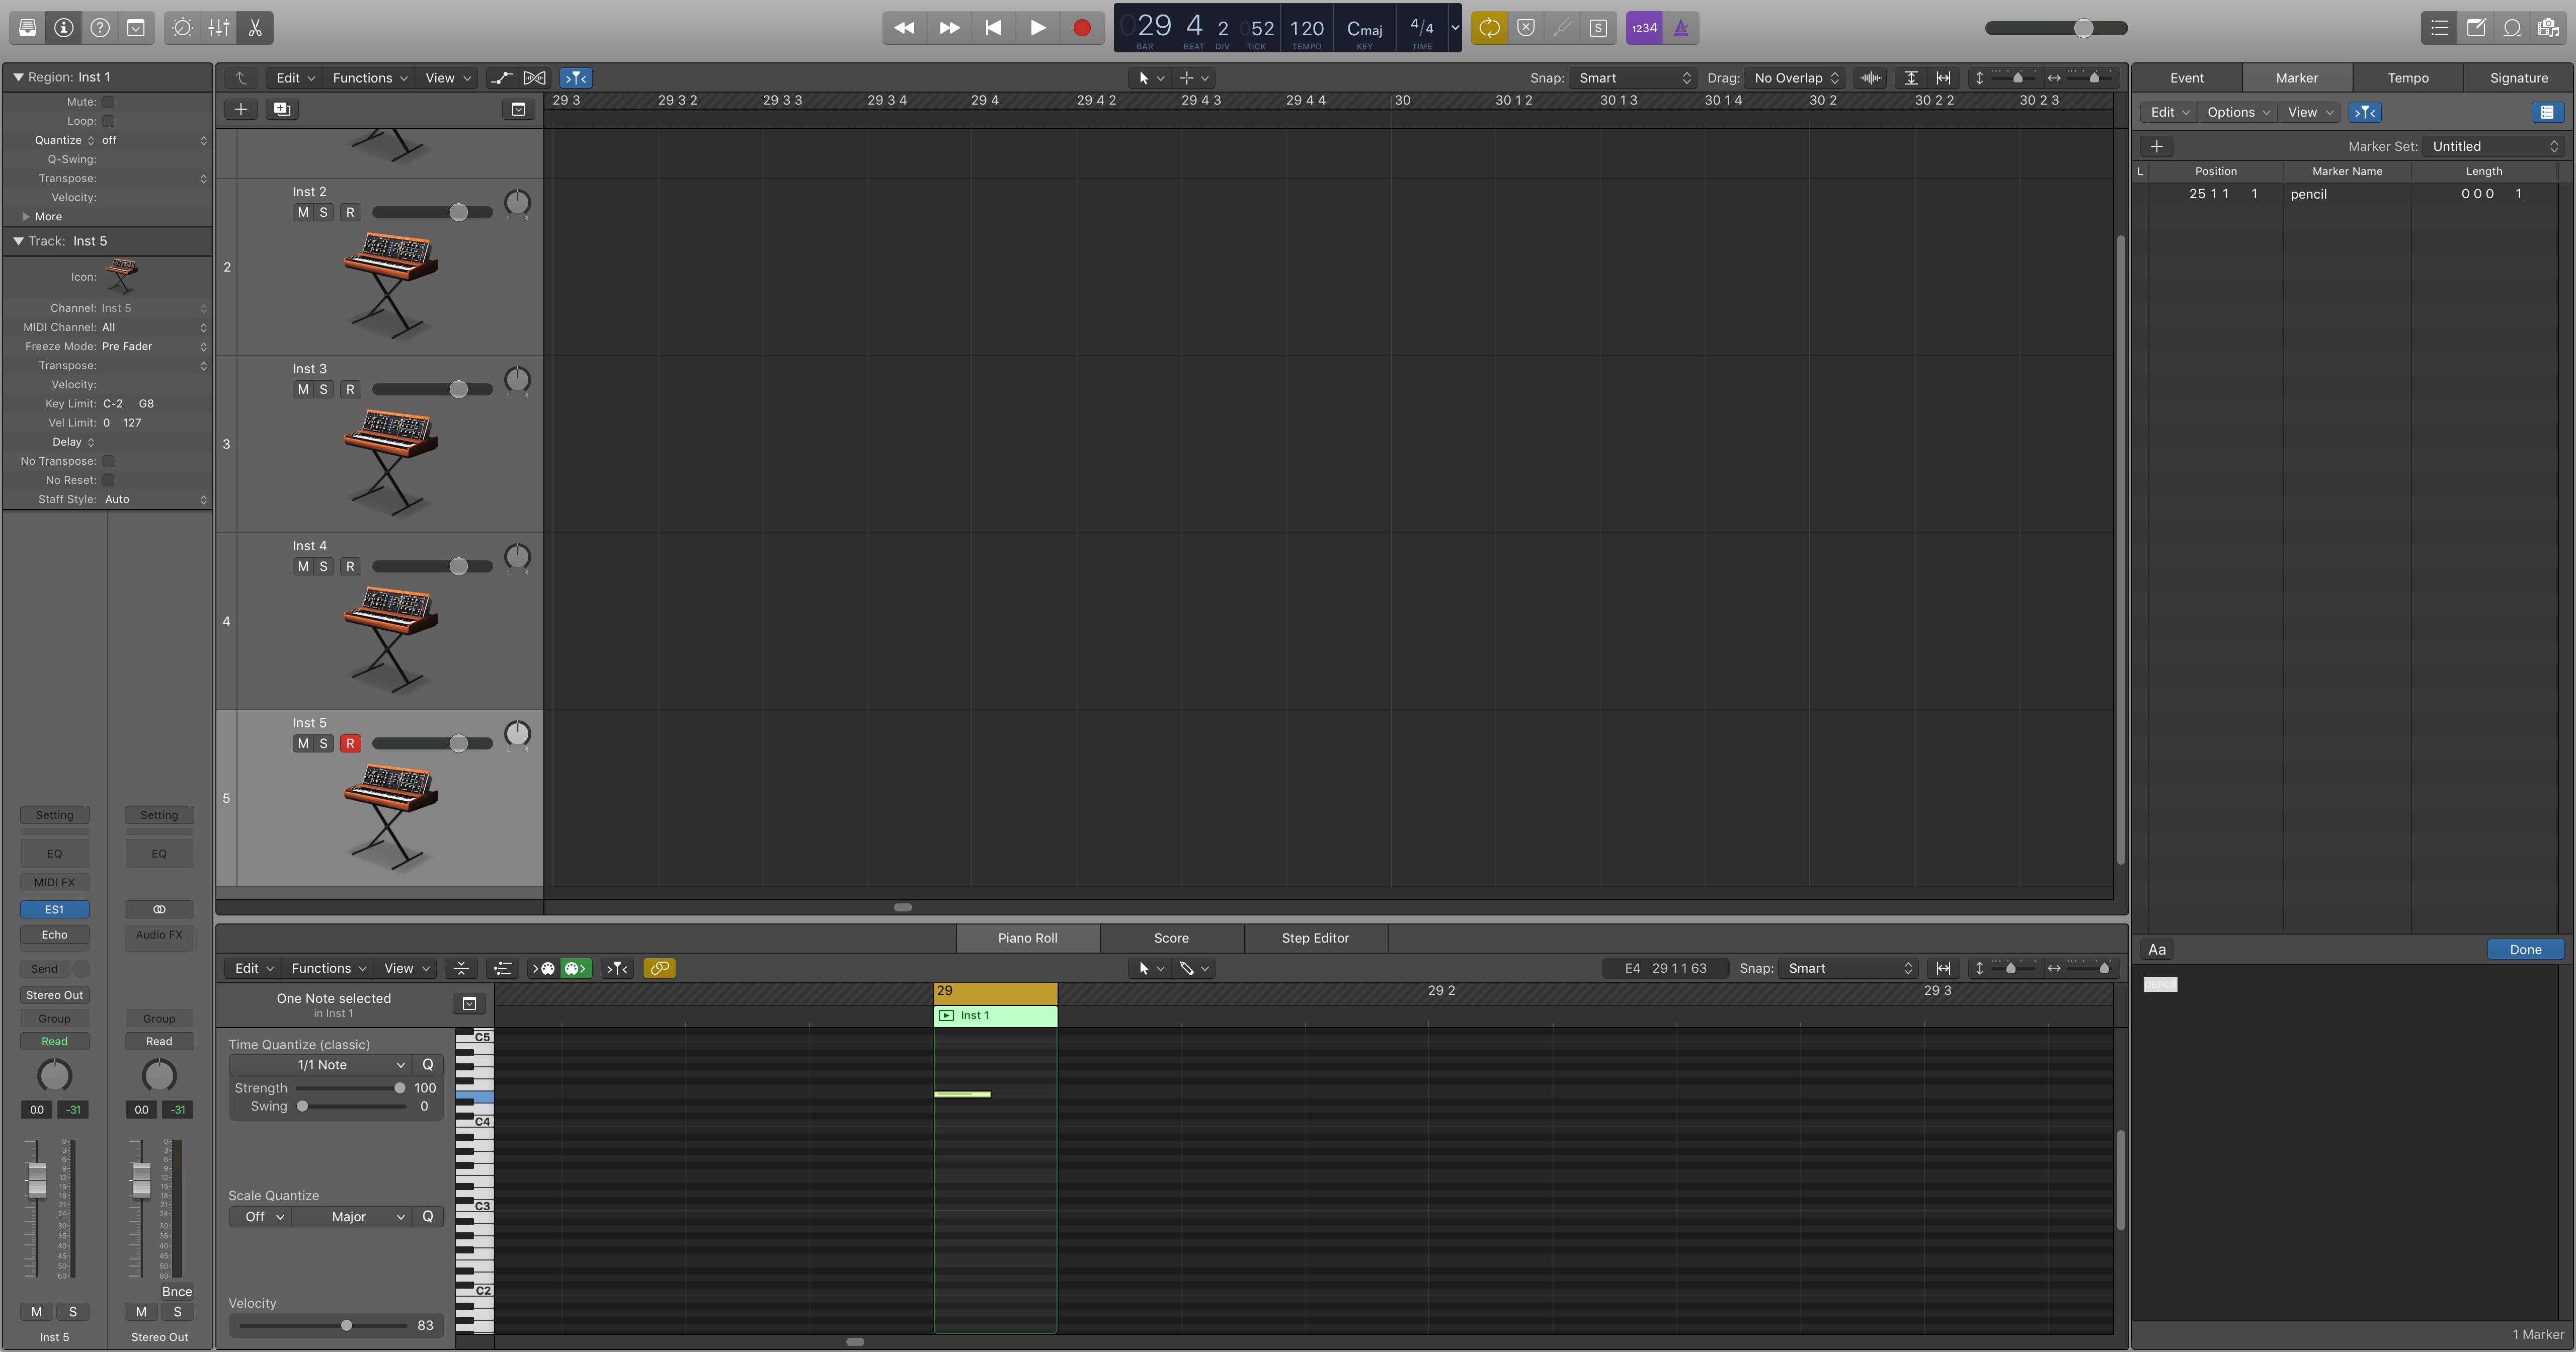 029 4 2 052 120 Cmaj 4/4
BAR BEAT DIV TICK TEMPO KEY TIME
S 1234
Region: Inst 1
Mute:
Loop:
Quantize off
Q-Swing:
Transpose:
Velocity:
More
Track: Inst 5
Icon:
Channel: Inst 5
MIDI Channel: All
Freeze Mode: Pre Fader
Transpose:
Velocity:
Key Limit: C-2 G8
Vel Limit: 0 127
Delay
No Transpose:
No Reset:
Staff Style: Auto
Setting Setting
EQ EQ
MIDI FX
ES1
Echo Audio FX
Send
Stereo Out
Group Group
Read Read
0.0 -31 0.0 -31
Bnce
M S M S
Inst 5 Stereo Out
Edit Functions View
Snap: Smart Drag: No Overlap
29 3 29 3 2 29 3 3 29 3 4 29 4 29 4 2 29 4 3 29 4 4 30 30 1 2 30 1 3 30 1 4 30 2 30 2 2 30 2 3
Inst 2
M S R
2
Inst 3
M S R
3
Inst 4
M S R
4
Inst 5
M S R
5
Piano Roll Score Step Editor
Edit Functions View
E4 29 1 1 63 Snap: Smart
One Note selected
in Inst 1
29 29 2 29 3
Inst 1
Time Quantize (classic)
1/1 Note Q
Strength 100
Swing 0
Scale Quantize
Off Major Q
Velocity
83
C5
C4
C3
C2
Event Marker Tempo Signature
Edit Options View
Marker Set: Untitled
L Position Marker Name Length
25 1 1 1 pencil 0 0 0 1
Aa Done
pencil
1 Marker